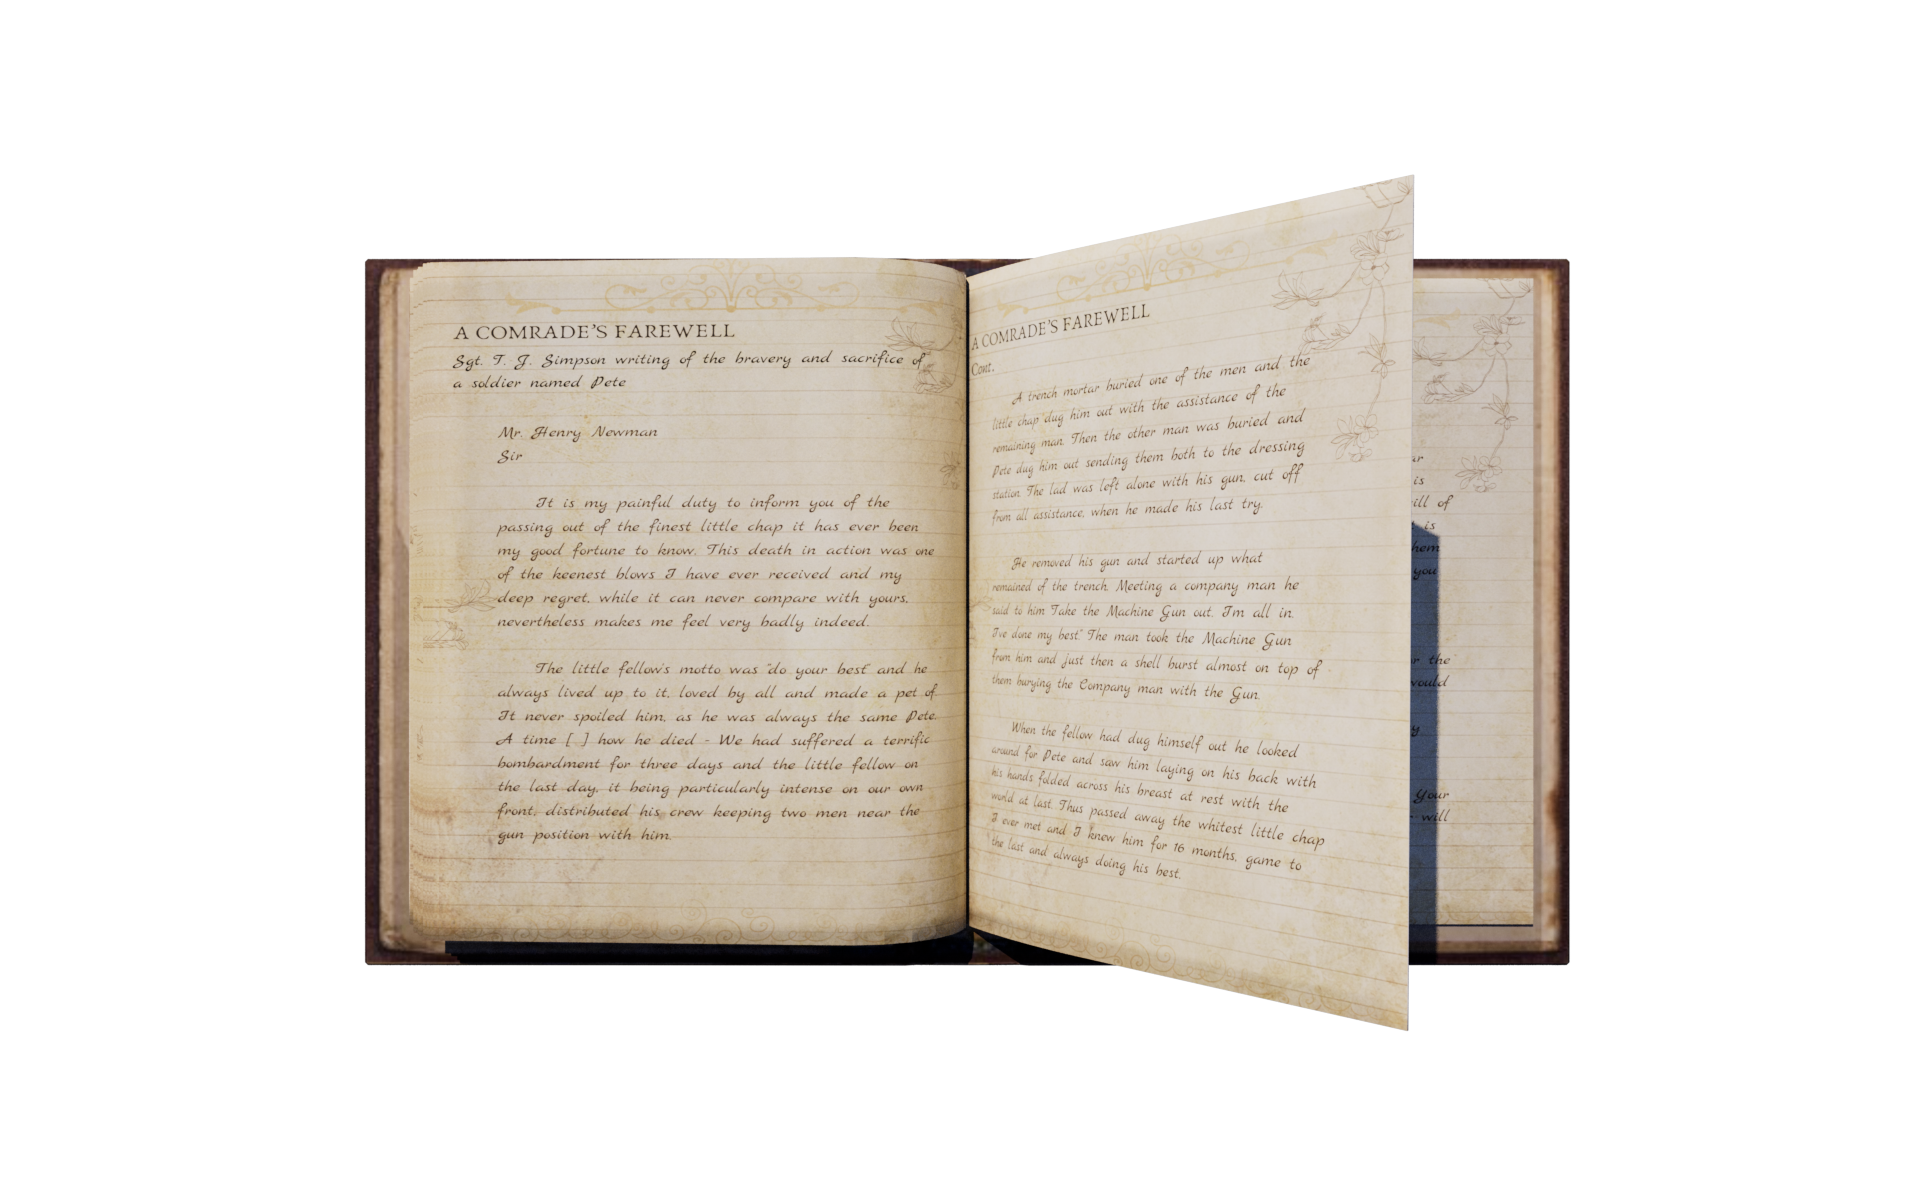 A COMRADE'S FAREWELL
Sgt. T. J. Simpson writing of the bravery and sacrifice of
a soldier named Pete
Mr. Henry Newman
Sir
It is my painful duty to inform you of the
passing out of the finest little chap it has ever been
my good fortune to know. This death in action was one
of the keenest blows I have ever received and my
deep regret, while it can never compare with yours,
nevertheless makes me feel very badly indeed.
The little fellow's motto was "do your best" and he
always lived up to it, loved by all and made a pet of.
It never spoiled him, as he was always the same Pete.
A time [ ] how he died - We had suffered a terrific
bombardment for three days and the little fellow on
the last day, it being particularly intense on our own
front, distributed his crew keeping two men near the
gun position with him.
A COMRADE'S FAREWELL
Cont.
A trench mortar buried one of the men and the
little chap dug him out with the assistance of the
remaining man. Then the other man was buried and
Pete dug him out sending them both to the dressing
station. The lad was left alone with his gun, cut off
from all assistance, when he made his last try.
He removed his gun and started up what
remained of the trench. Meeting a company man he
said to him Take the Machine Gun out. I'm all in.
I've done my best." The man took the Machine Gun
from him and just then a shell burst almost on top of
them burying the Company man with the Gun.
When the fellow had dug himself out he looked
around for Pete and saw him laying on his back with
his hands folded across his breast at rest with the
world at last. Thus passed away the whitest little chap
I ever met and I knew him for 16 months, game to
the last and always doing his best.
is
of
is
you
the
Your
will